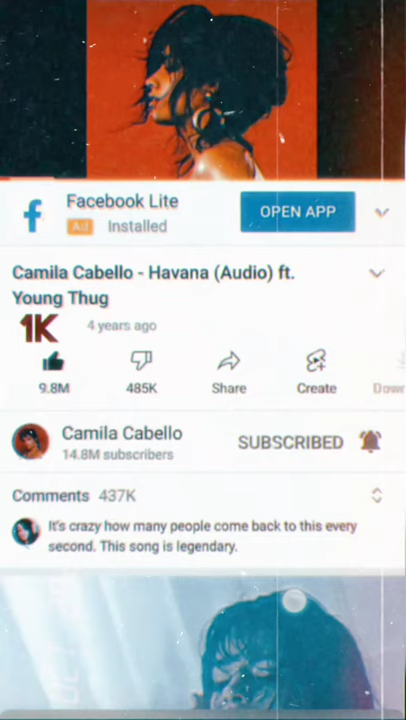 Facebook Lite
Ad Installed
OPEN APP
Camila Cabello - Havana (Audio) ft.
Young Thug
1K 4 years ago
9.8M
485K
Share
Create
Dow
Camila Cabello
14.8M subscribers
SUBSCRIBED
Comments 437K
It's crazy how many people come back to this every
second. This song is legendary.